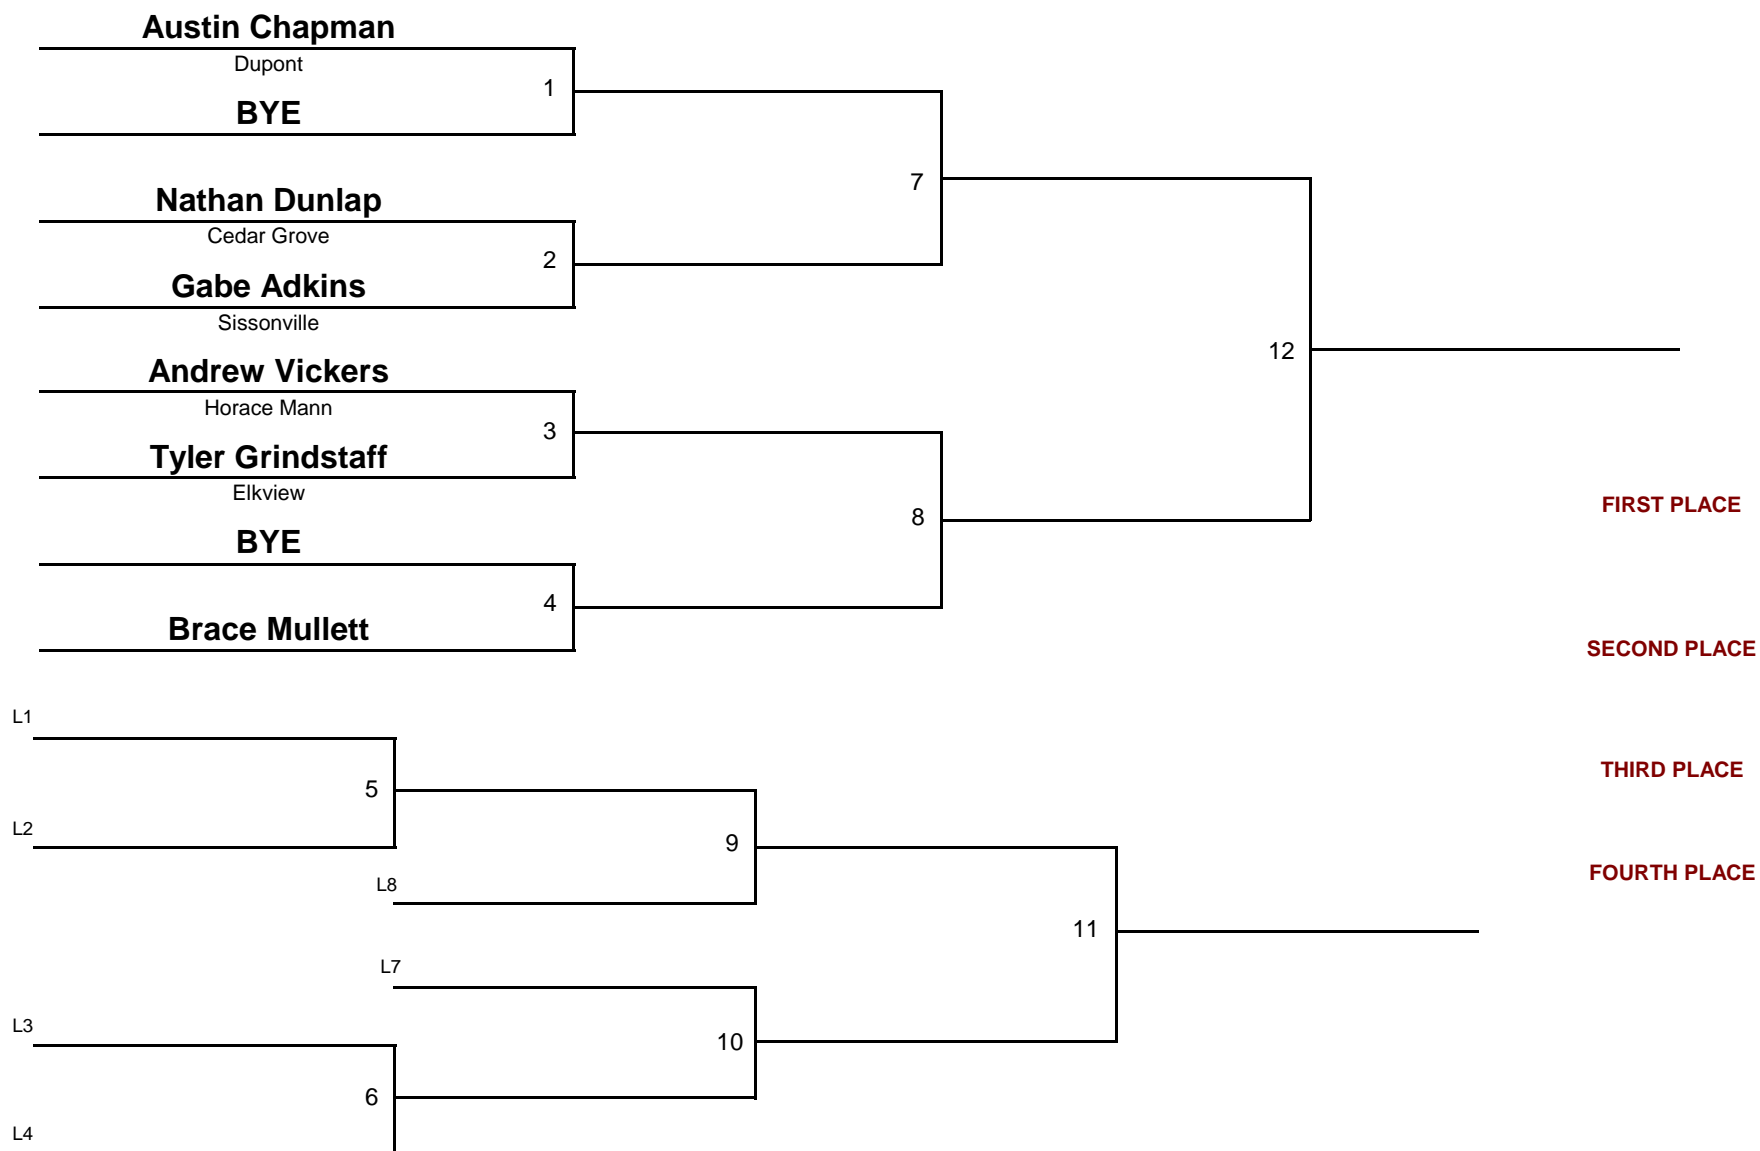 Austin Chapman
Dupont
1
BYE
7
Nathan Dunlap
Cedar Grove
2
Gabe Adkins
Sissonville
12
Andrew Vickers
Horace Mann
3
Tyler Grindstaff
Elkview
8
FIRST PLACE
BYE
4
Brace Mullett
SECOND PLACE
L1
5
THIRD PLACE
L2
9
L8
FOURTH PLACE
11
L7
L3
10
6
L4